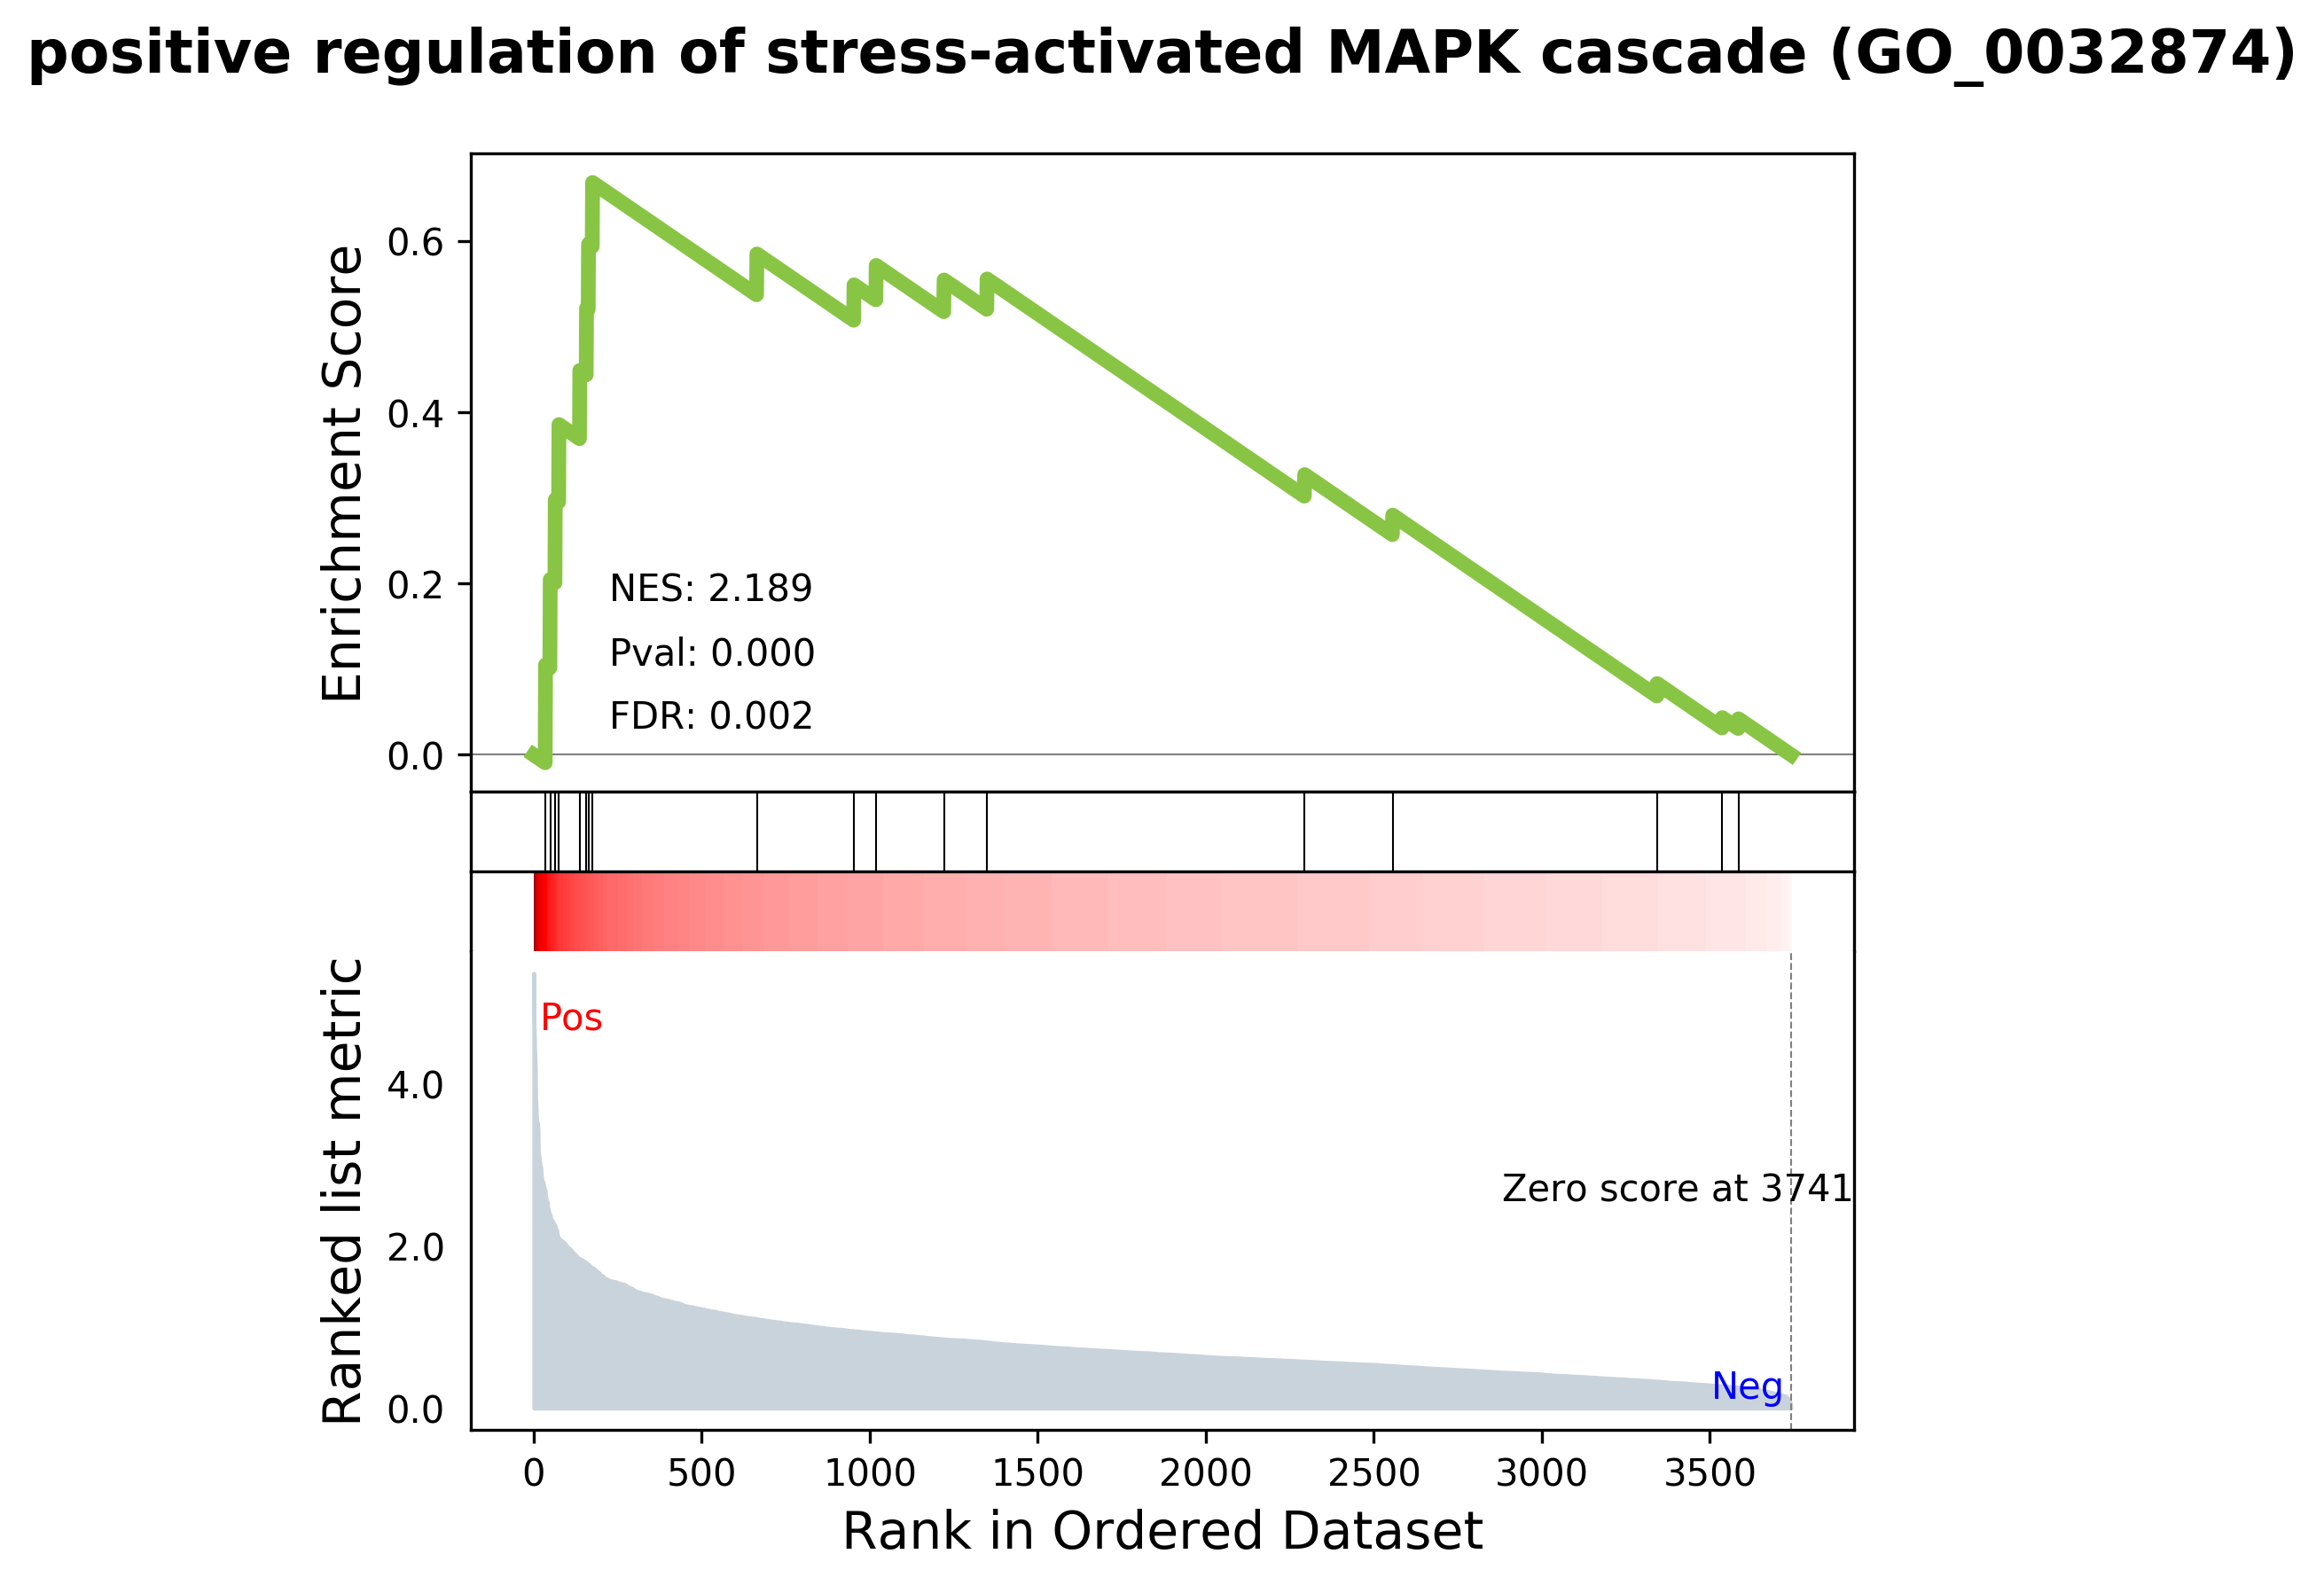 positive regulation of stress-activated MAPK cascade (GO_0032874)
Enrichment Score
0.6
0.4
0.2
0.0
NES: 2.189
Pval: 0.000
FDR: 0.002
Ranked list metric
4.0
2.0
0.0
Pos
Zero score at 3741
Neg
0 500 1000 1500 2000 2500 3000 3500
Rank in Ordered Dataset